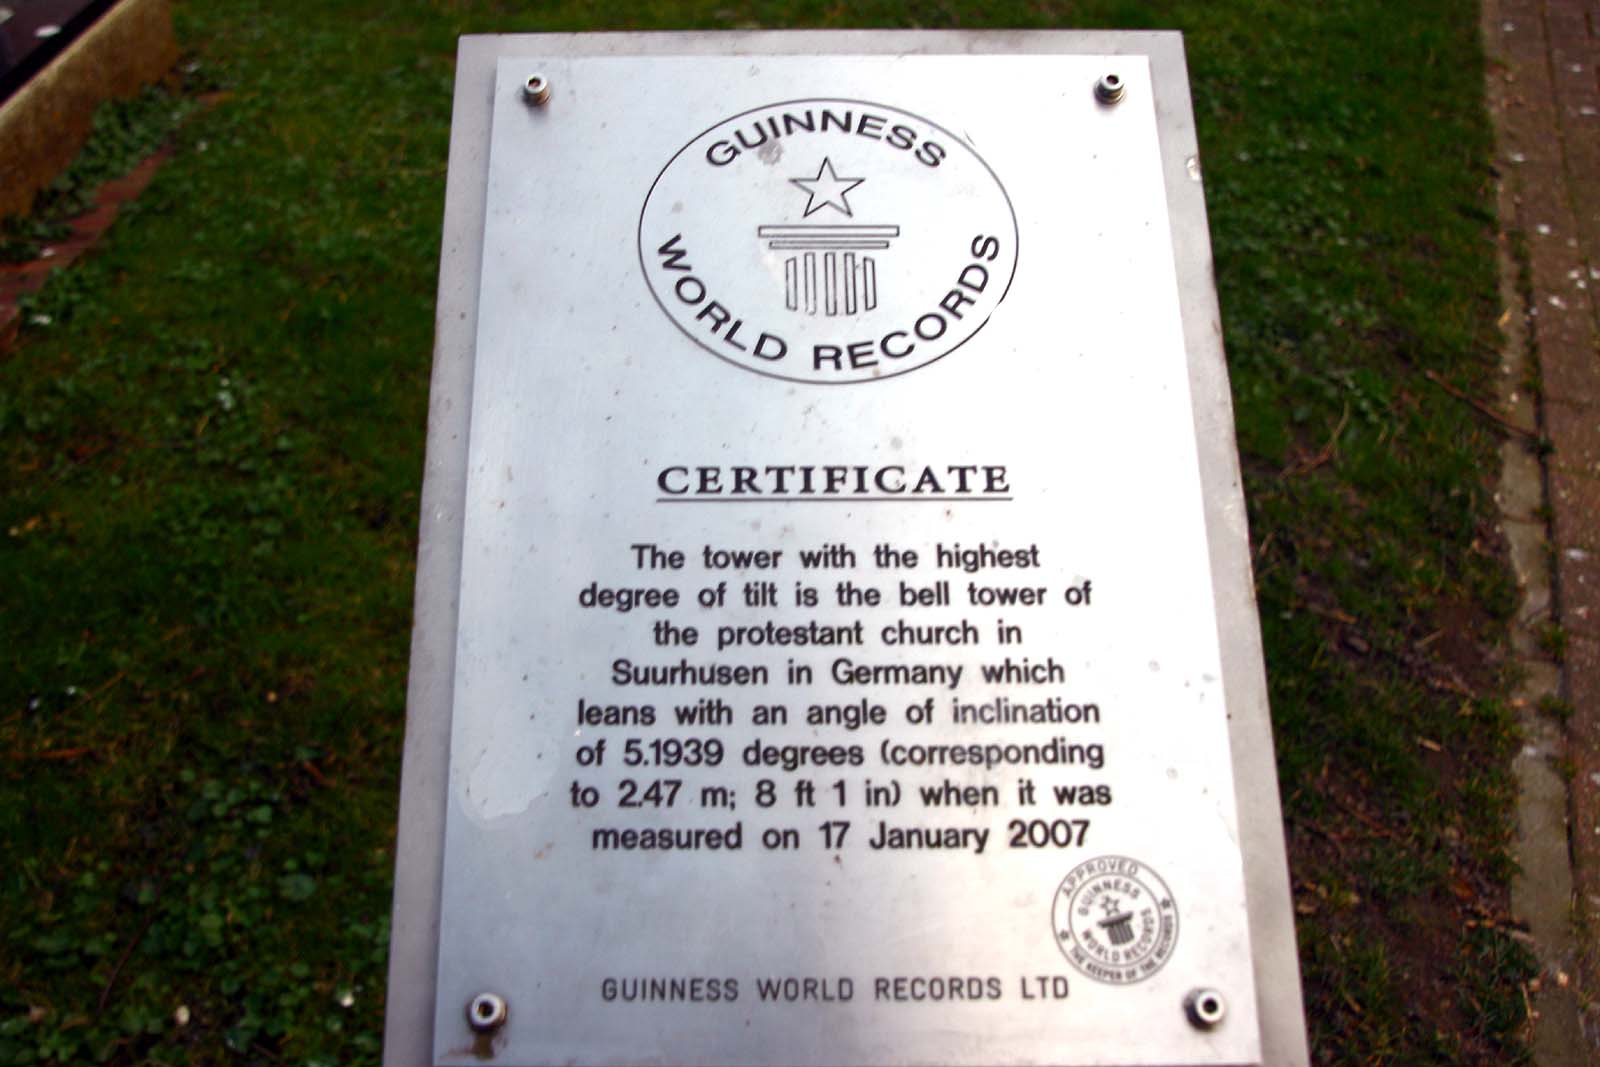 GUINNESS
WORLD RECORDS
CERTIFICATE
The tower with the highest
degree of tilt is the bell tower of
the protestant church in
Suurhusen in Germany which
leans with an angle of inclination
of 5.1939 degrees (corresponding
to 2.47 m; 8 ft 1 in) when it was
measured on 17 January 2007
APPROVED
GUINNESS
WORLD RECORDS
* THE KEEPER OF THE RECORDS *
GUINNESS WORLD RECORDS LTD